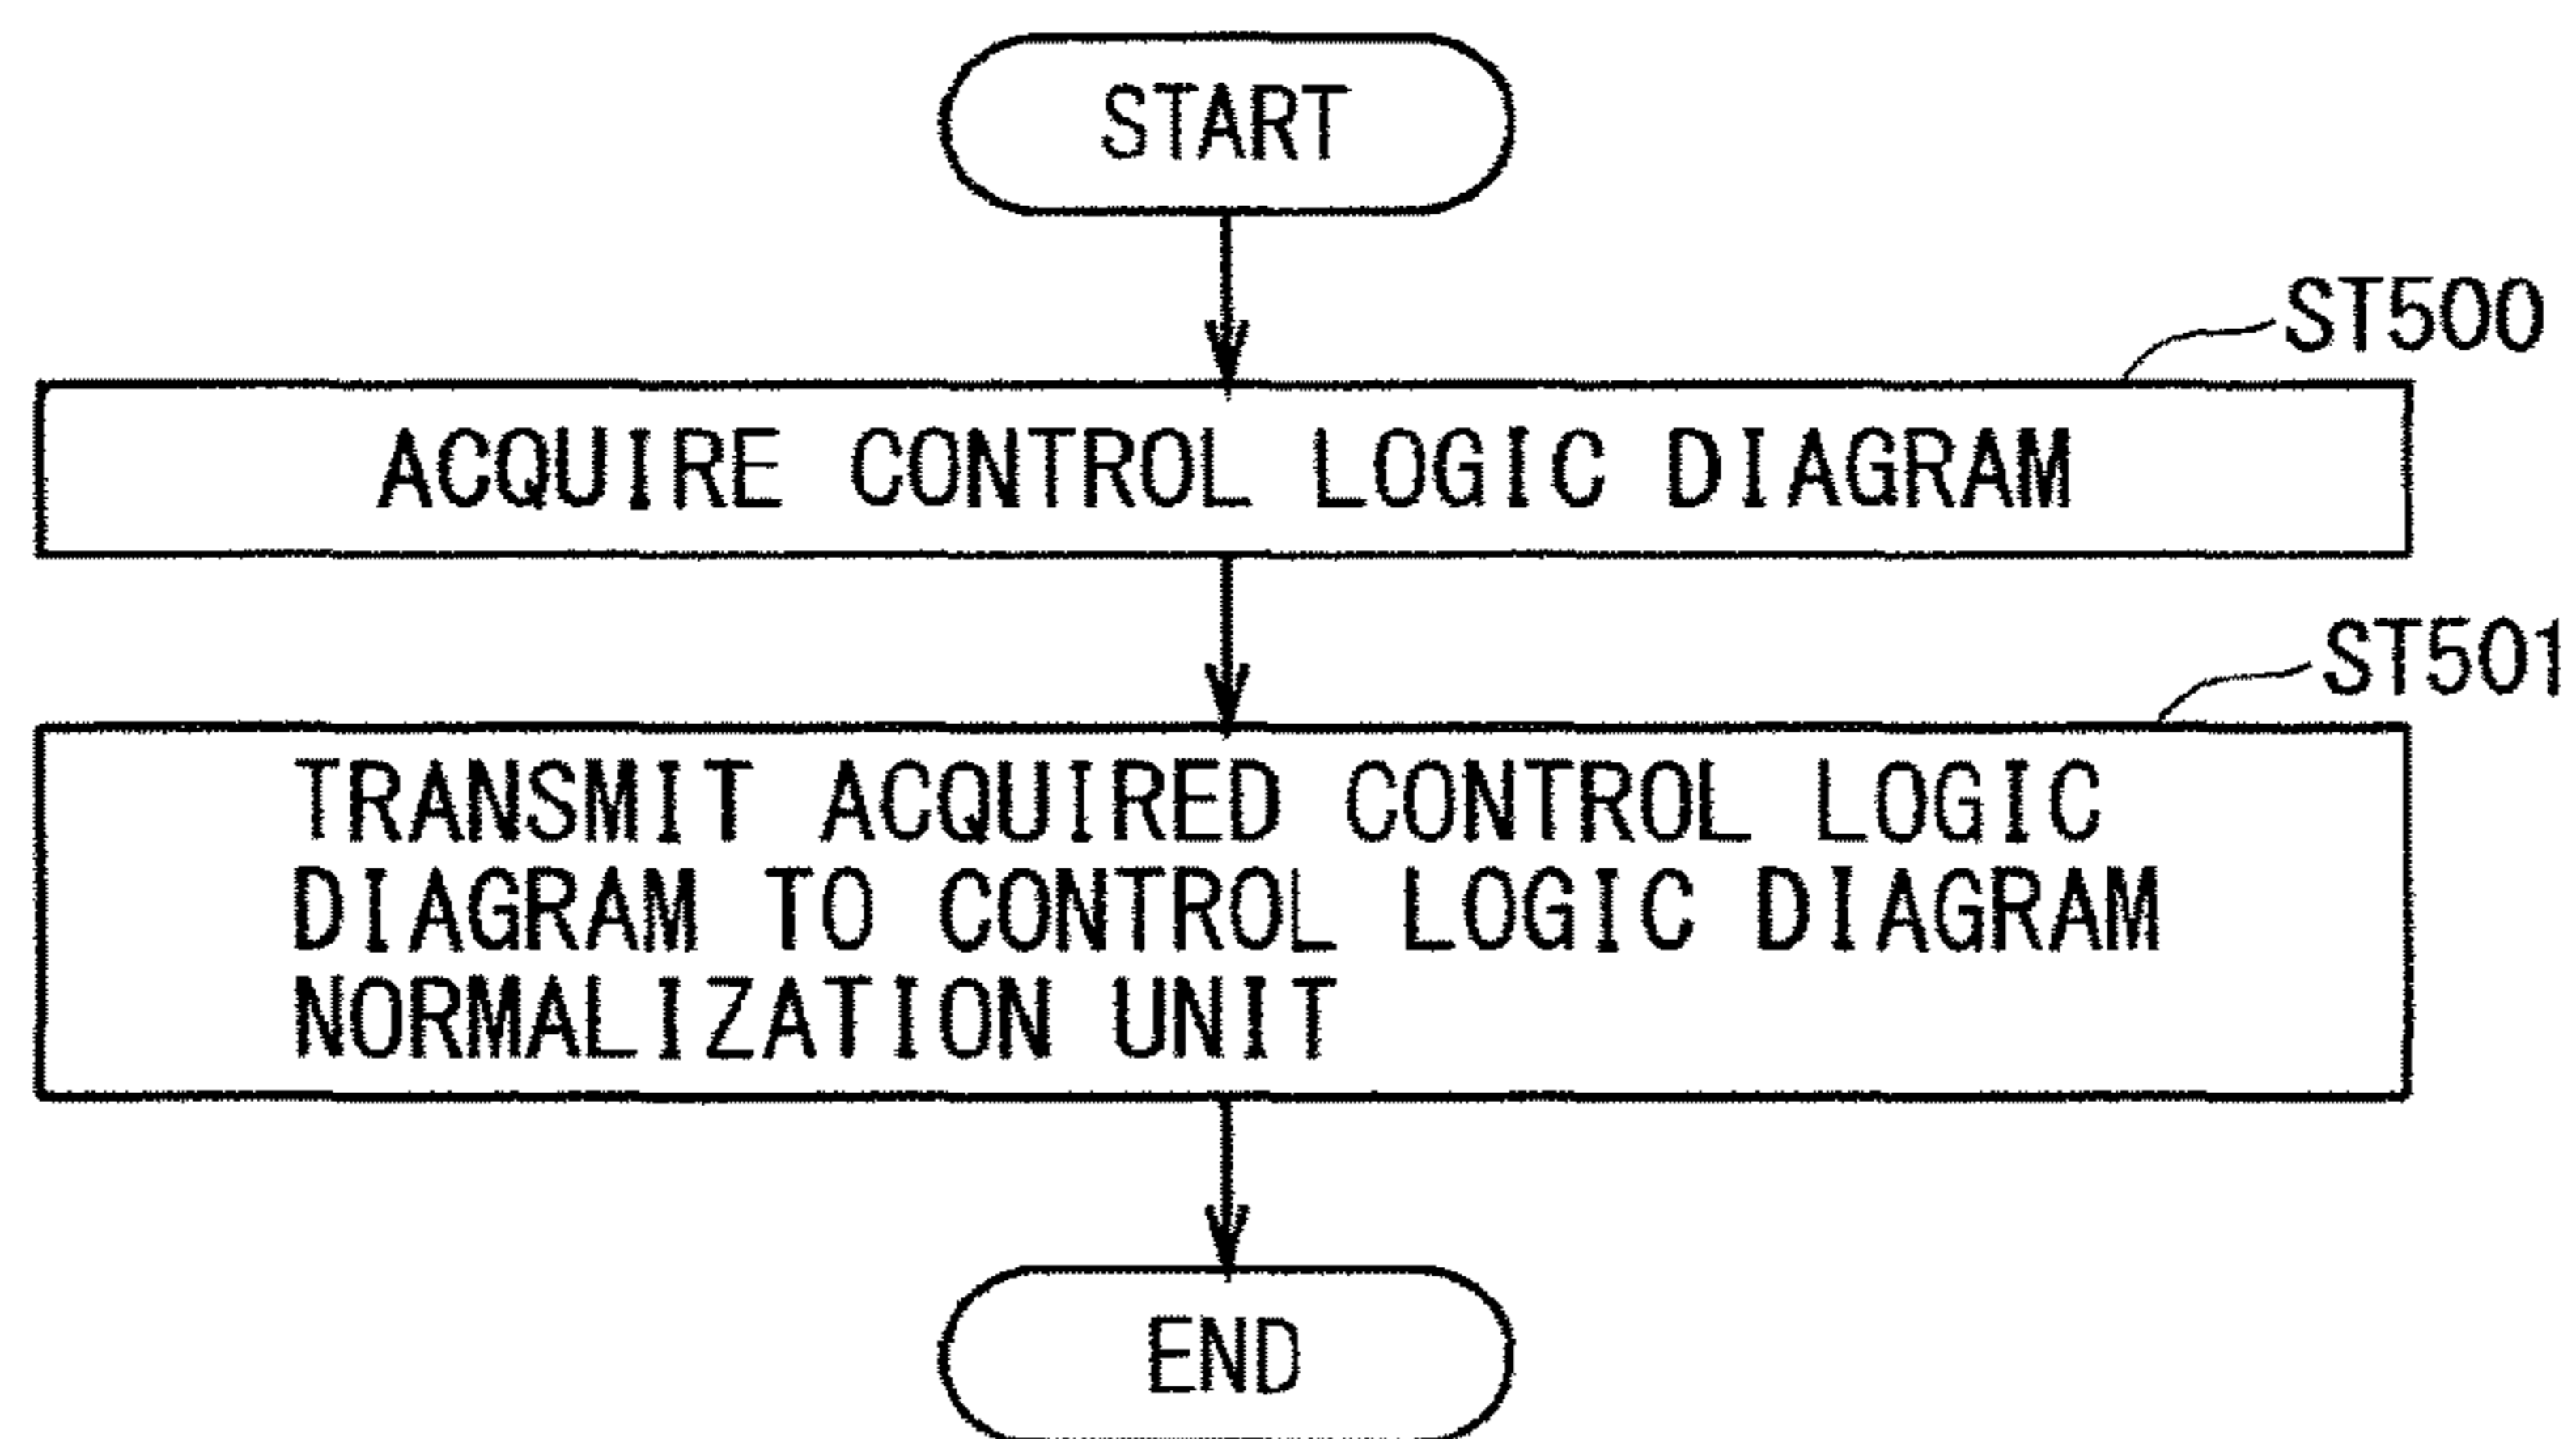 START
ST500
ACQUIRE CONTROL LOGIC DIAGRAM
ST501
TRANSMIT ACQUIRED CONTROL LOGIC
DIAGRAM TO CONTROL LOGIC DIAGRAM
NORMALIZATION UNIT
END